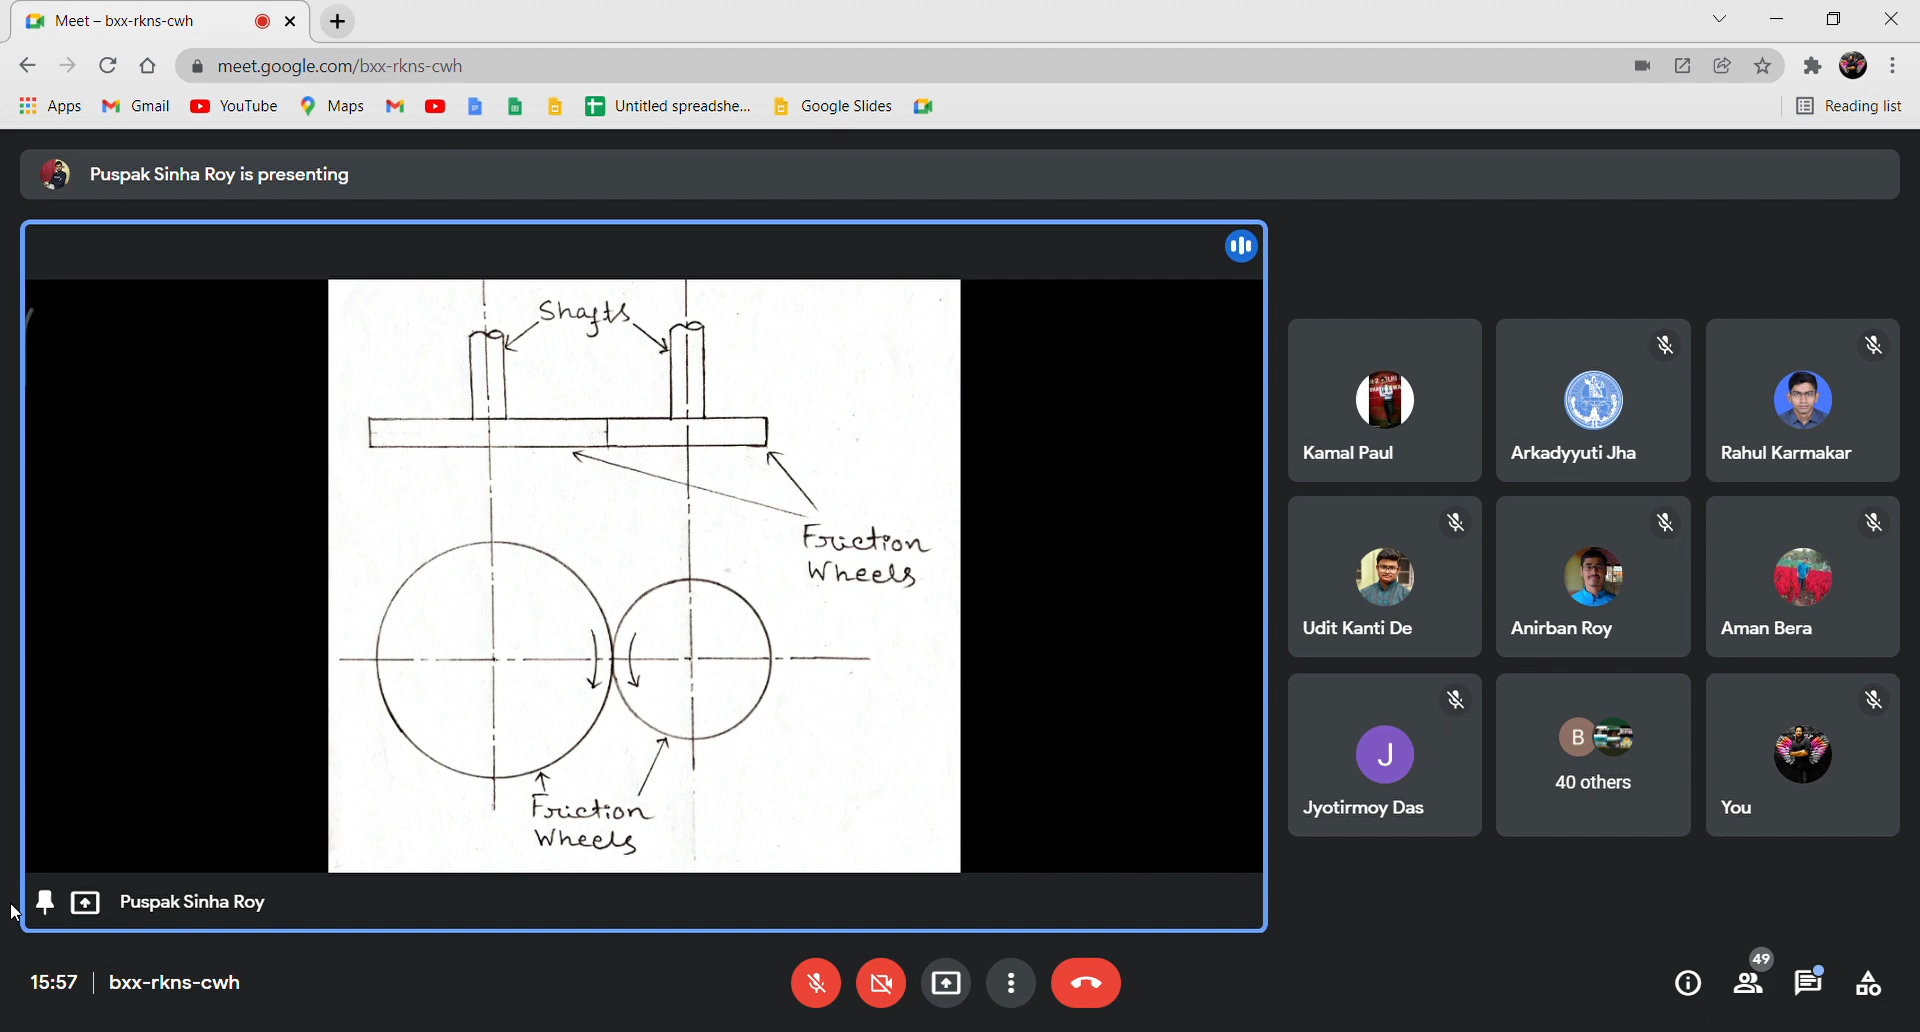 Meet – bxx-rkns-cwh
meet.google.com/bxx-rkns-cwh
Apps Gmail YouTube Maps Untitled spreadshe... Google Slides Reading list
Puspak Sinha Roy is presenting
Shafts
Friction
Wheels
Friction
Wheels
Puspak Sinha Roy
Kamal Paul
Arkadyyuti Jha
Rahul Karmakar
Udit Kanti De
Anirban Roy
Aman Bera
J
Jyotirmoy Das
B
40 others
You
15:57 bxx-rkns-cwh
49